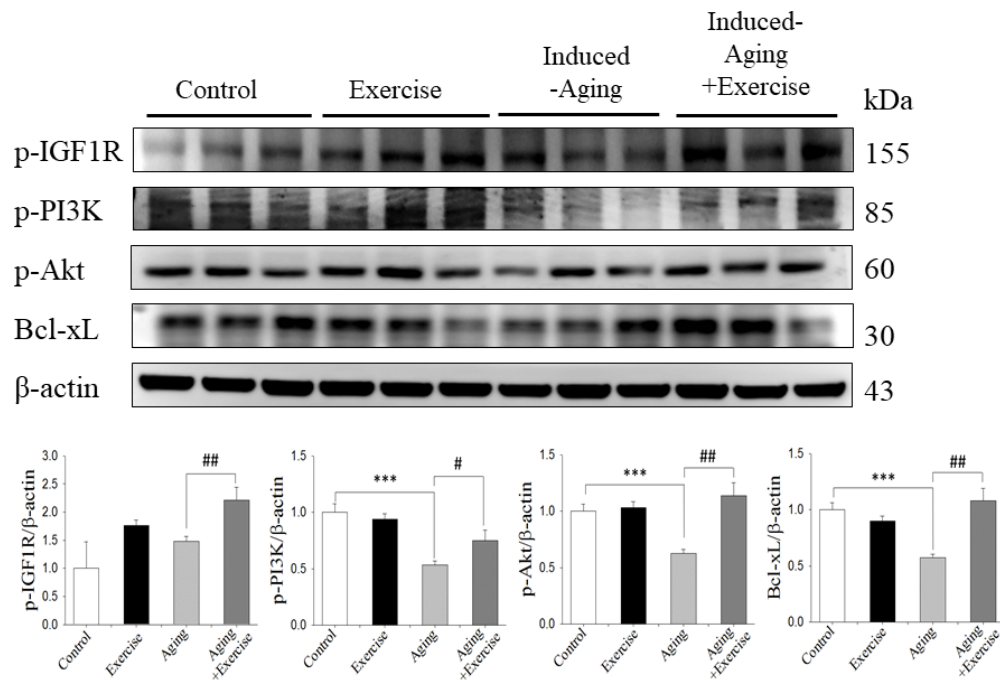 Control
Exercise
Induced
-Aging
Induced-
Aging
+Exercise
kDa
p-IGF1R
155
p-PI3K
85
p-Akt
60
Bcl-xL
30
β-actin
43
p-IGF1R/β-actin
3.0
2.5
2.0
1.5
1.0
0.5
0.0
##
Control
Exercise
Aging
Aging
+Exercise
p-PI3K/β-actin
1.5
1.0
0.5
0.0
***
#
Control
Exercise
Aging
Aging
+Exercise
p-Akt/β-actin
1.5
1.0
0.5
0.0
***
##
Control
Exercise
Aging
Aging
+Exercise
Bcl-xL/β-actin
1.5
1.0
0.5
0.0
***
##
Control
Exercise
Aging
Aging
+Exercise